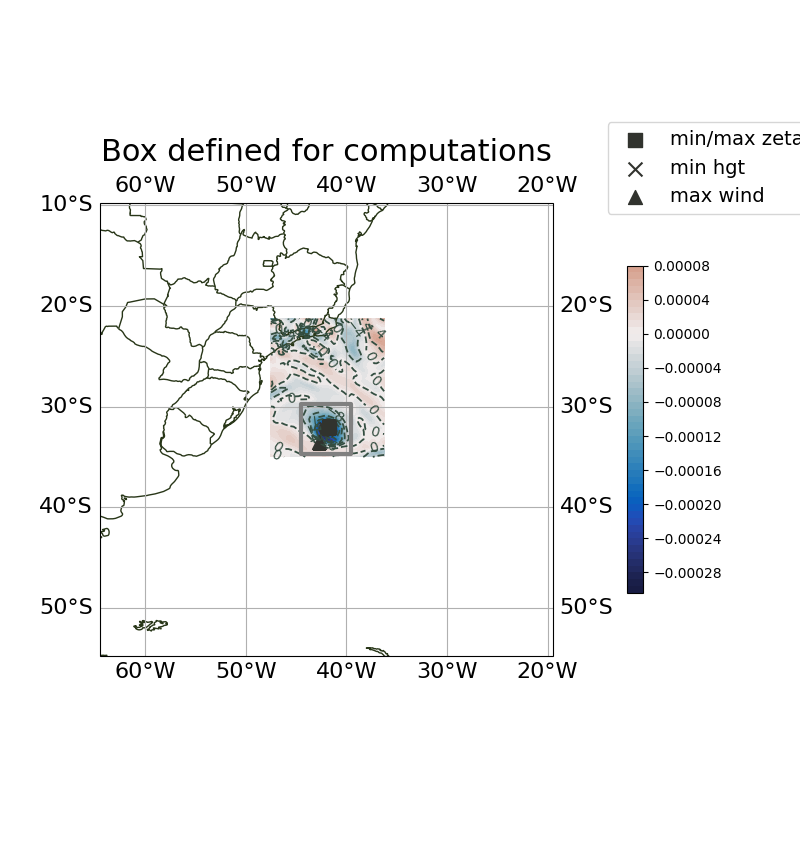 Box defined for computations
min/max zeta
min hgt
max wind
60°W 50°W 40°W 30°W 20°W
10°S
20°S 20°S
30°S 30°S
40°S 40°S
50°S 50°S
60°W 50°W 40°W 30°W 20°W
0.00008
0.00004
0.00000
−0.00004
−0.00008
−0.00012
−0.00016
−0.00020
−0.00024
−0.00028